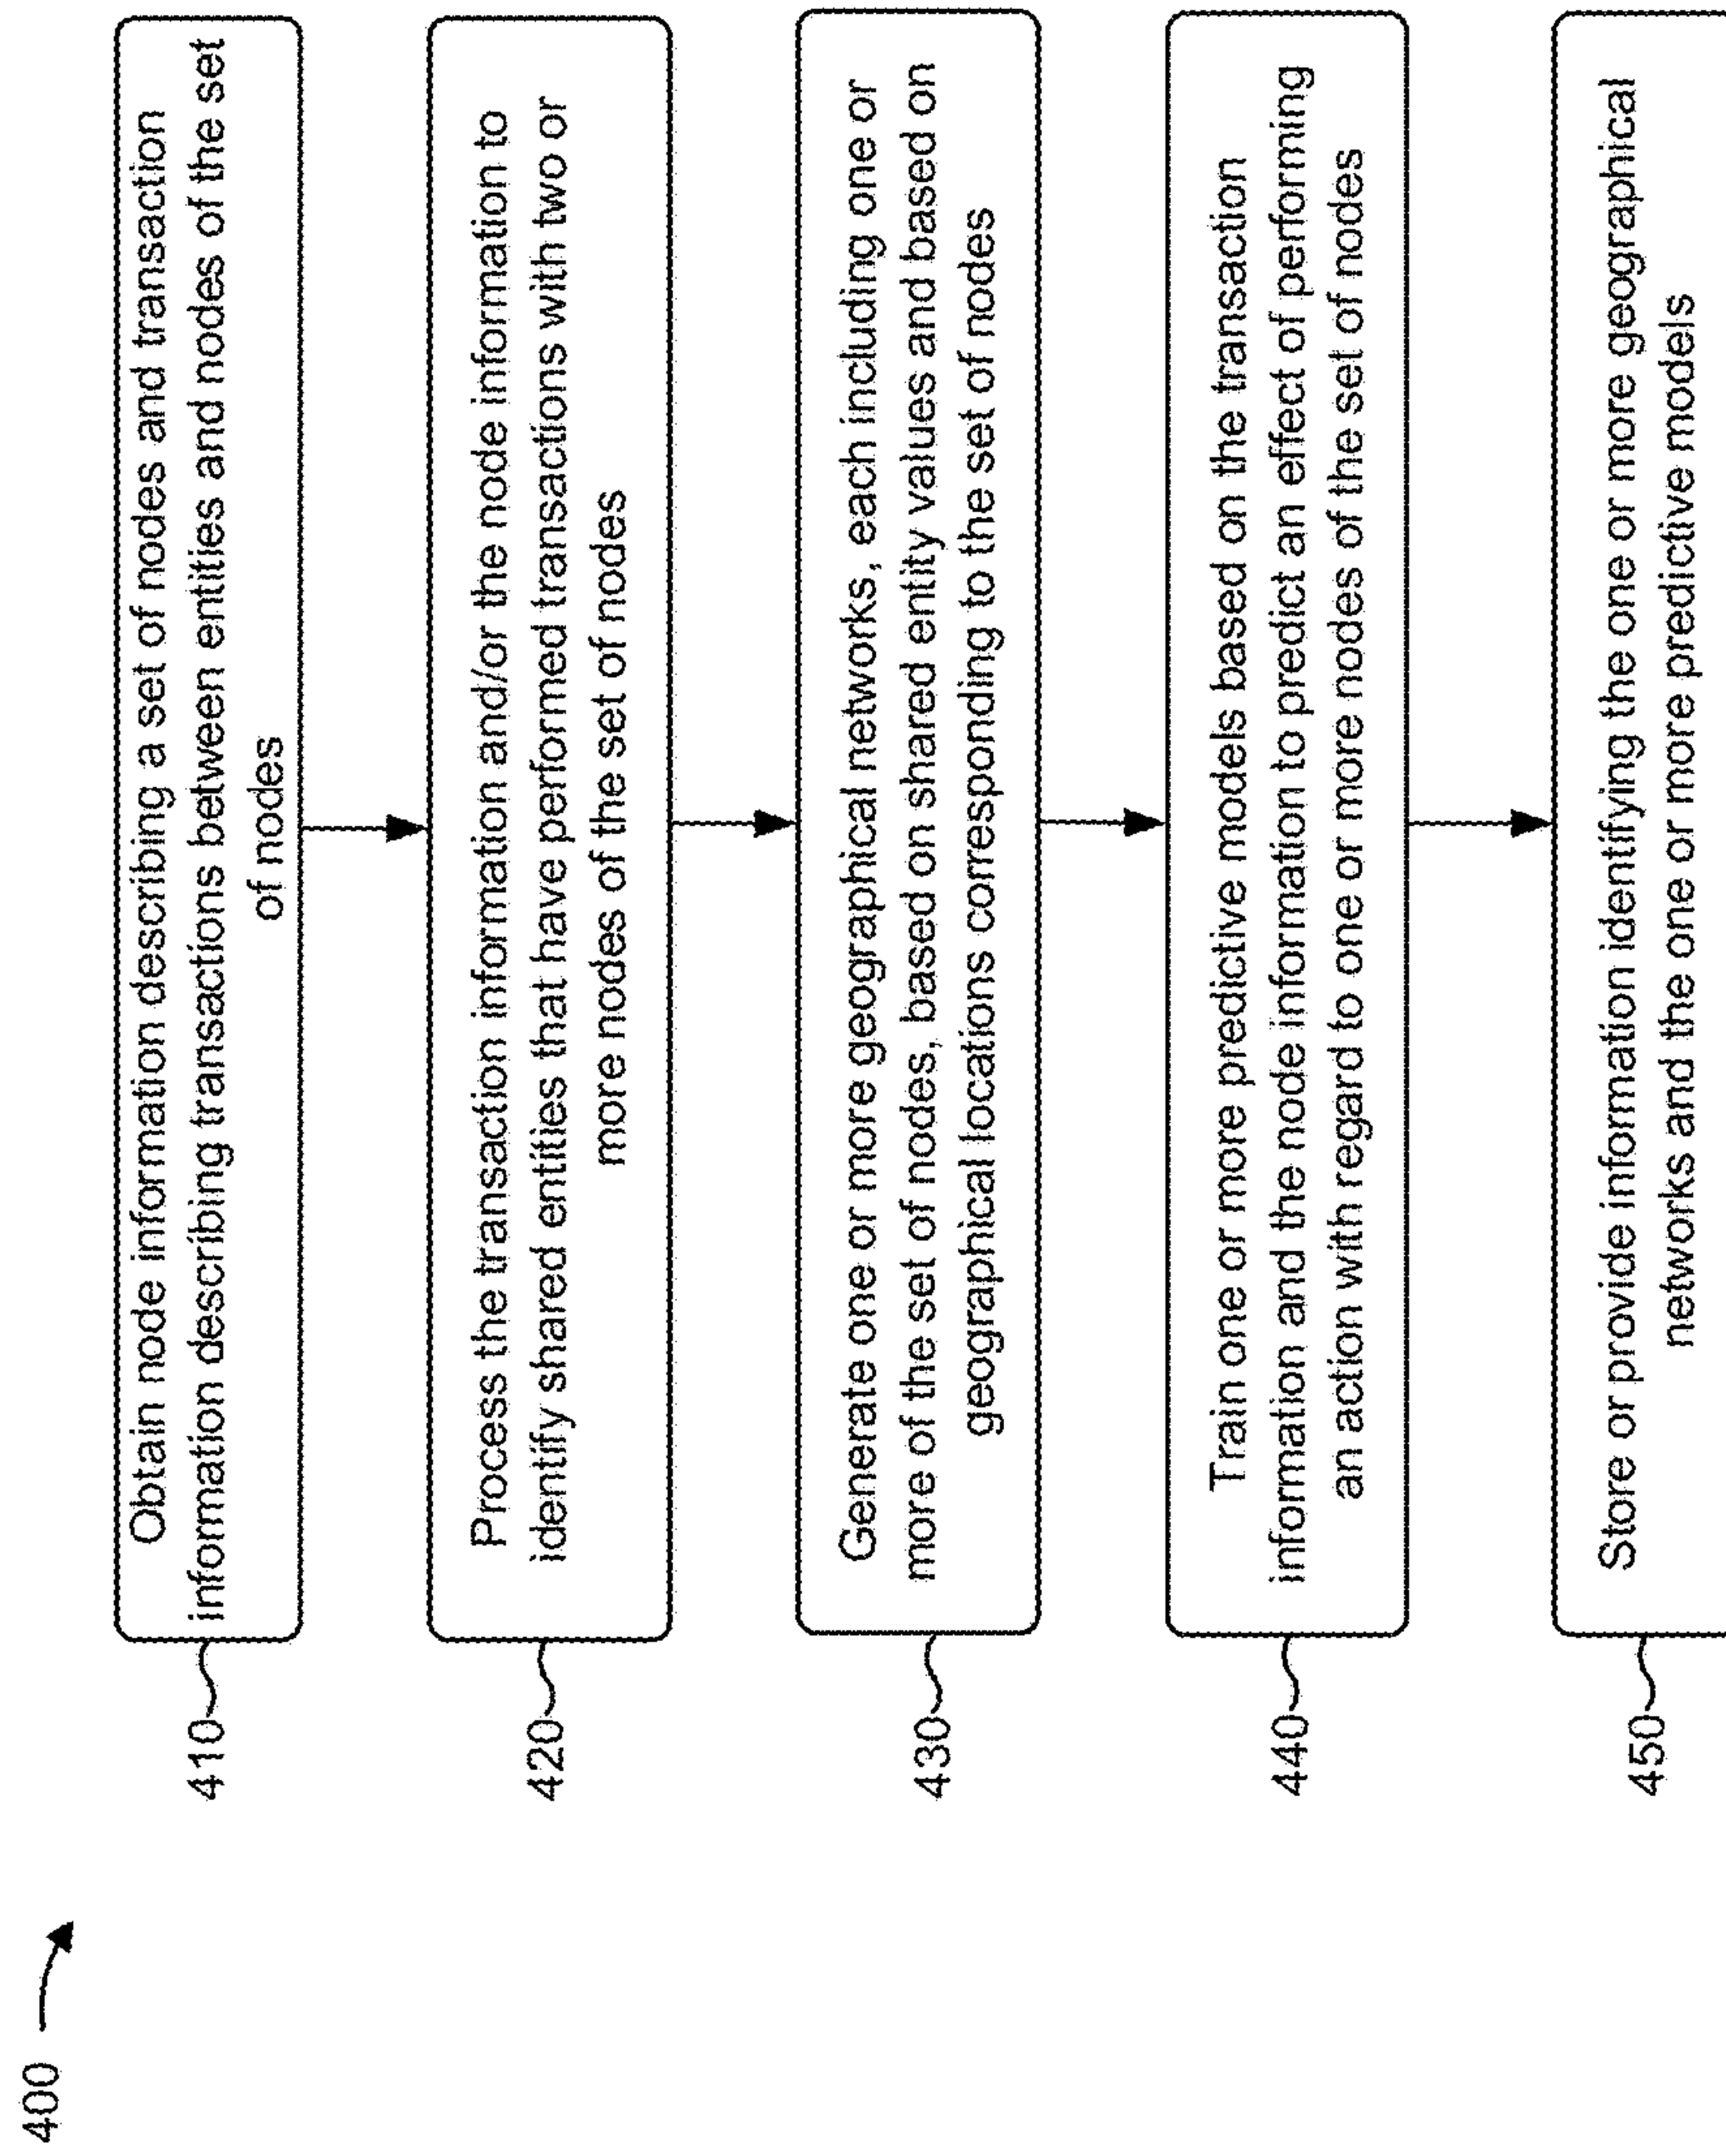 400
410
Obtain node information describing a set of nodes and transaction
information describing transactions between entities and nodes of the set
of nodes
420
Process the transaction information and/or the node information to
identify shared entities that have performed transactions with two or
more nodes of the set of nodes
430
Generate one or more geographical networks, each including one or
more of the set of nodes, based on shared entity values and based on
geographical locations corresponding to the set of nodes
440
Train one or more predictive models based on the transaction
information and the node information to predict an effect of performing
an action with regard to one or more nodes of the set of nodes
450
Store or provide information identifying the one or more geographical
networks and the one or more predictive models